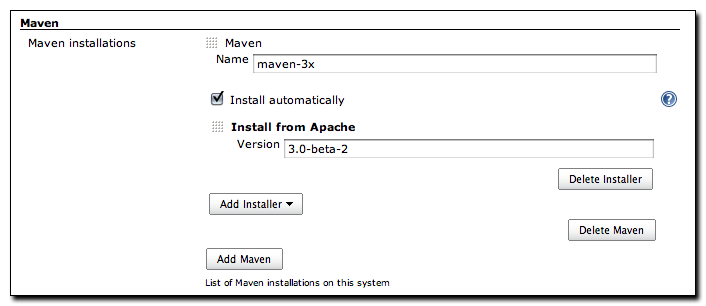 Maven
Maven installations
Maven
Name maven-3x
Install automatically
Install from Apache
Version 3.0-beta-2
Delete Installer
Add Installer
Delete Maven
Add Maven
List of Maven installations on this system